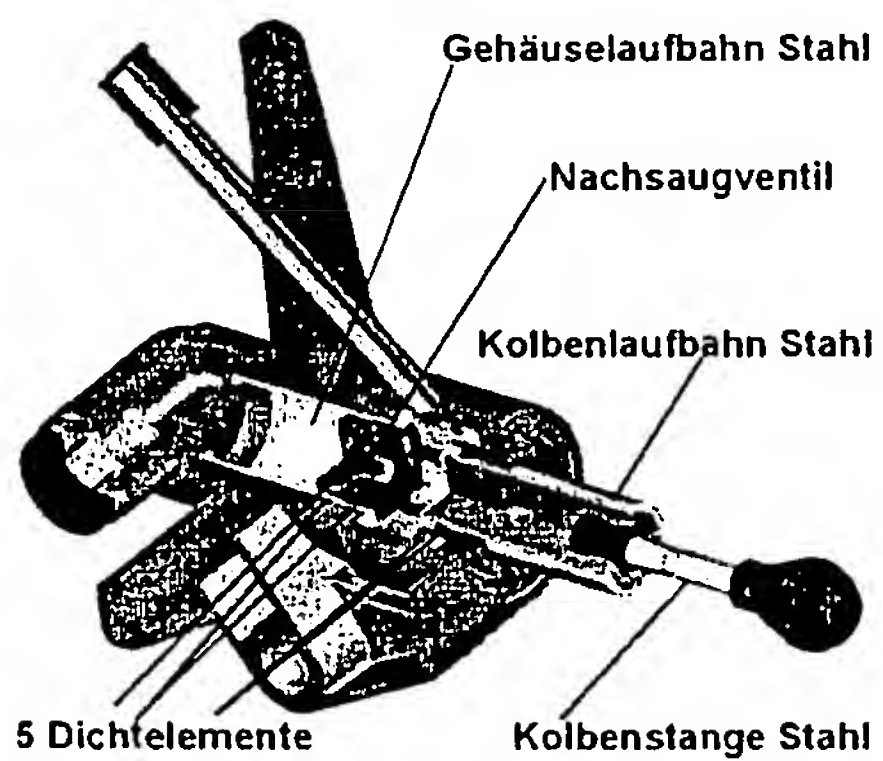 Gehäuselaufbahn Stahl
Nachsaugventil
Kolbenlaufbahn Stahl
5 Dichtelemente
Kolbenstange Stahl